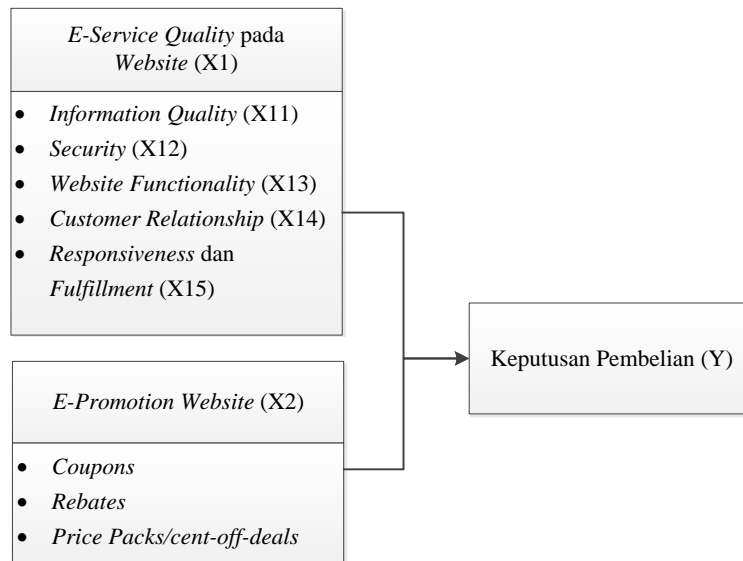 E-Service Quality pada
Website (X1)
• Information Quality (X11)
• Security (X12)
• Website Functionality (X13)
• Customer Relationship (X14)
• Responsiveness dan
Fulfillment (X15)
Keputusan Pembelian (Y)
E-Promotion Website (X2)
• Coupons
• Rebates
• Price Packs/cent-off-deals